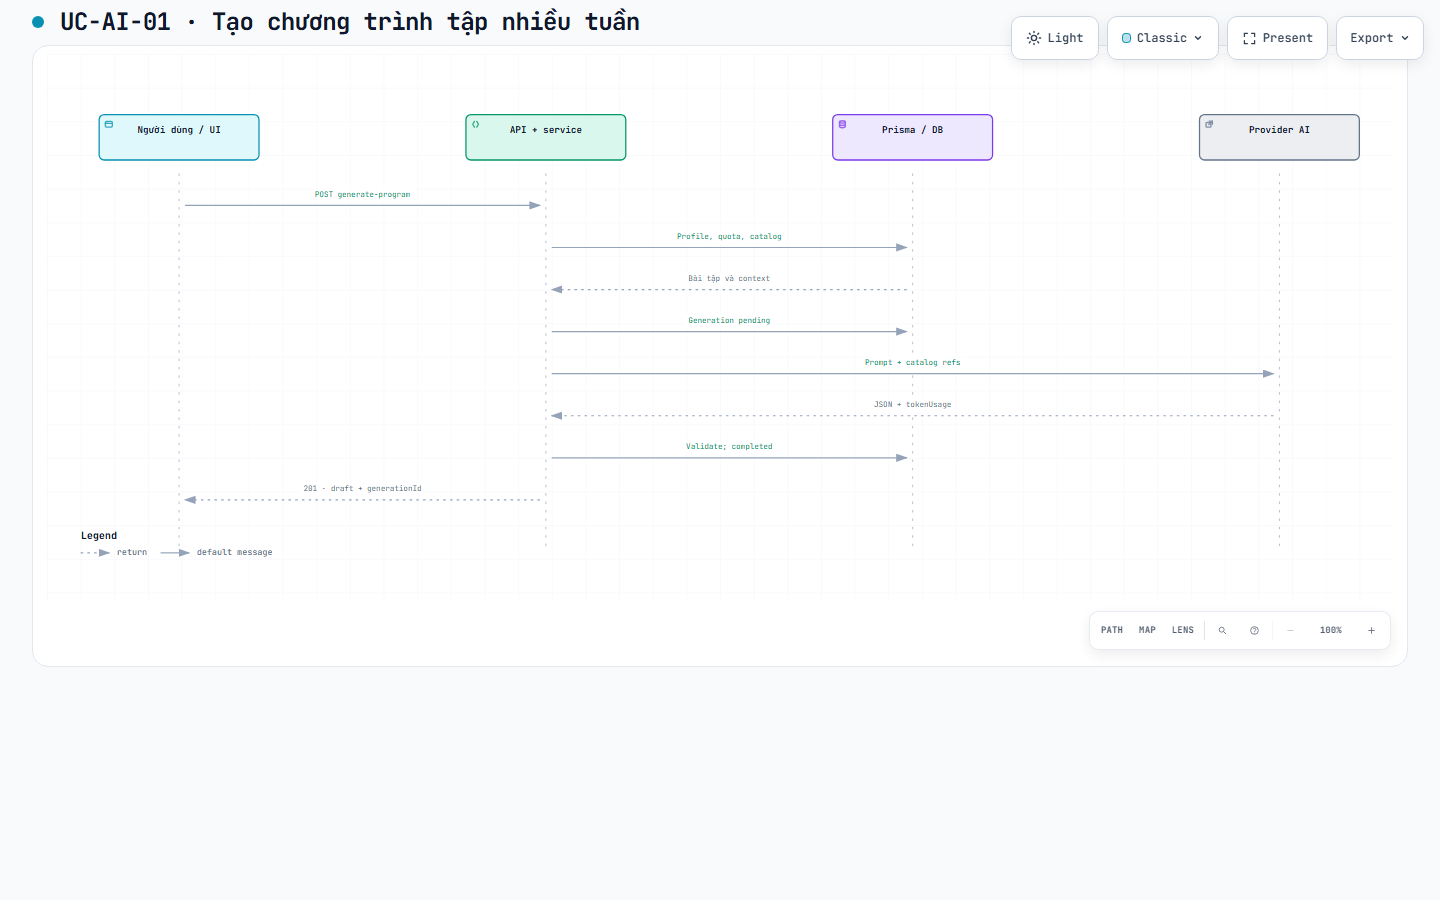 UC-AI-01 · Tạo chương trình tập nhiều tuần
Light
Classic
Present
Export
Người dùng / UI
API + service
Prisma / DB
Provider AI
POST generate-program
Profile, quota, catalog
Bài tập và context
Generation pending
Prompt + catalog refs
JSON + tokenUsage
Validate; completed
201 · draft + generationId
Legend
return
default message
PATH
MAP
LENS
100%